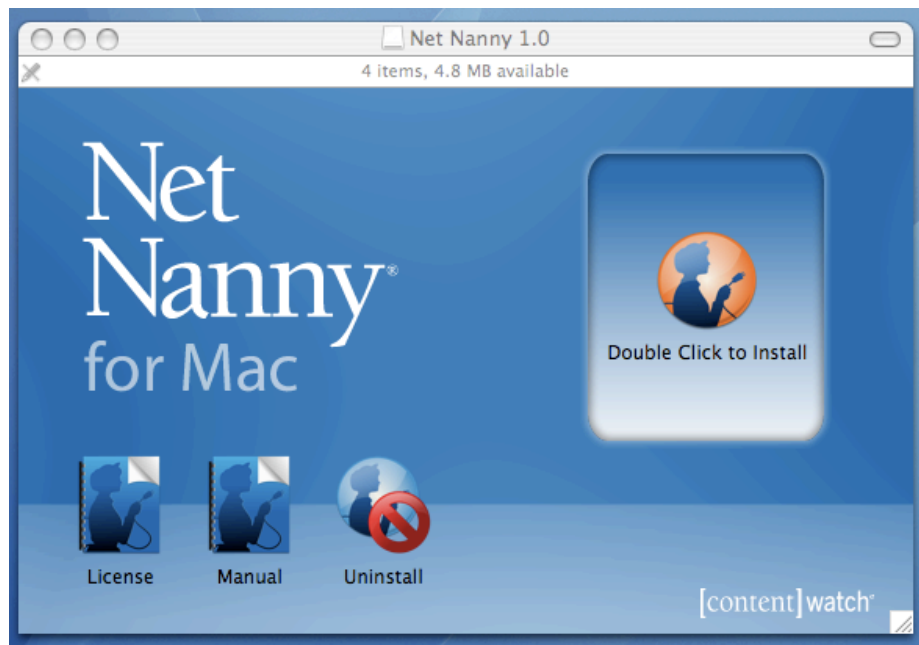 Net Nanny 1.0
4 items, 4.8 MB available
Net
Nanny®
for Mac
Double Click to Install
License
Manual
Uninstall
[content]watch®